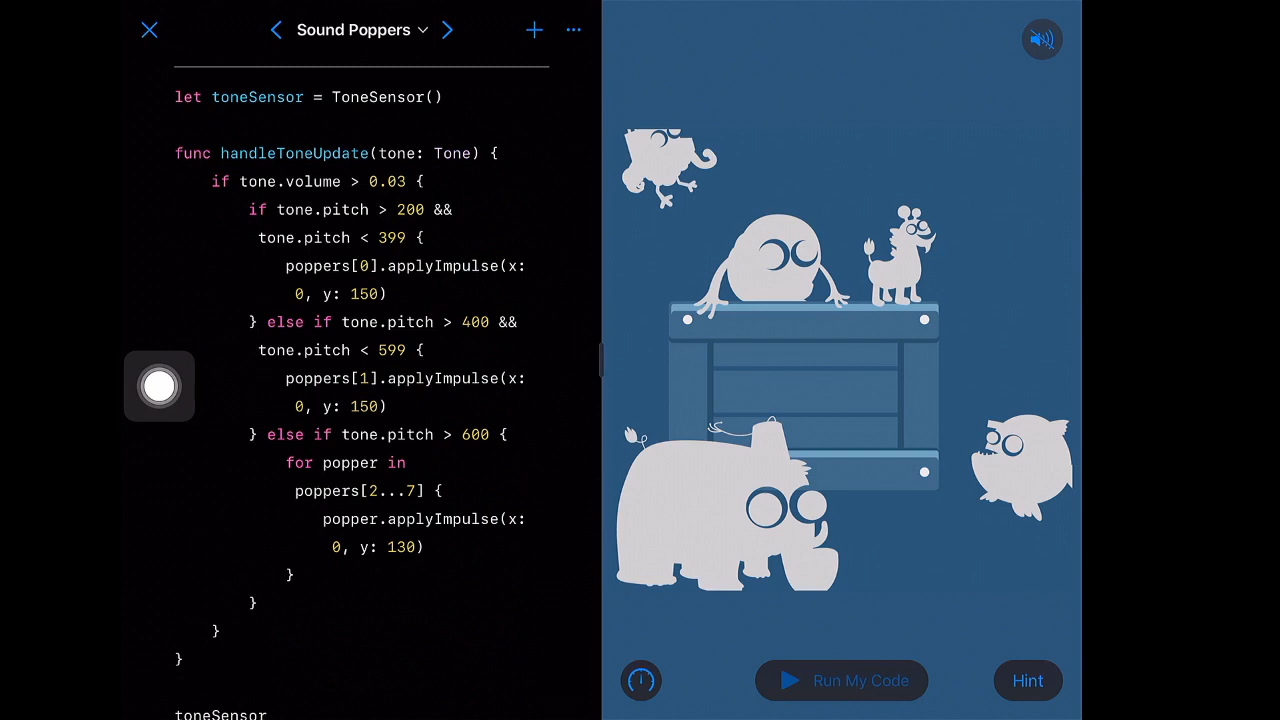 Sound Poppers
let toneSensor = ToneSensor()
func handleToneUpdate(tone: Tone) {
if tone.volume > 0.03 {
if tone.pitch > 200 &&
tone.pitch < 399 {
poppers[0].applyImpulse(x:
0, y: 150)
} else if tone.pitch > 400 &&
tone.pitch < 599 {
poppers[1].applyImpulse(x:
0, y: 150)
} else if tone.pitch > 600 {
for popper in
poppers[2...7] {
popper.applyImpulse(x:
0, y: 130)
}
}
}
}
toneSensor
Run My Code
Hint